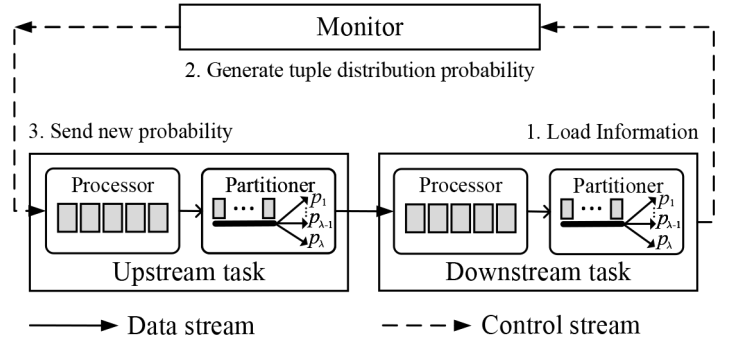 Monitor
2. Generate tuple distribution probability
3. Send new probability
1. Load Information
Processor
Partitioner
p1
pλ-1
pλ
Upstream task
Processor
Partitioner
p1
pλ-1
pλ
Downstream task
Data stream
Control stream